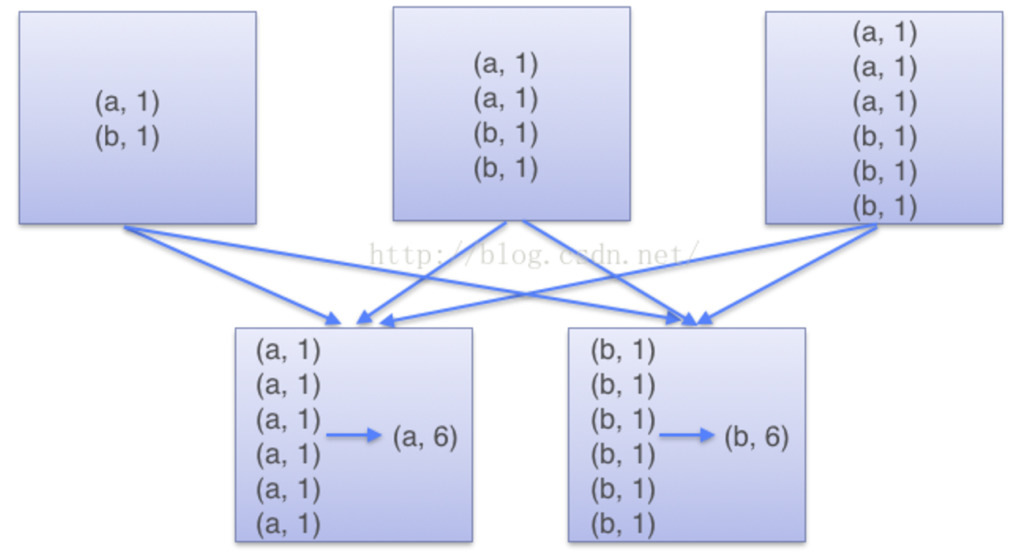 (a, 1)
(b, 1)
(a, 1)
(a, 1)
(b, 1)
(b, 1)
(a, 1)
(a, 1)
(a, 1)
(b, 1)
(b, 1)
(b, 1)
http://blog.csdn.net/
(a, 1)
(a, 1)
(a, 1)
(a, 1)
(a, 1)
(a, 1)
(a, 6)
(b, 1)
(b, 1)
(b, 1)
(b, 1)
(b, 1)
(b, 1)
(b, 6)